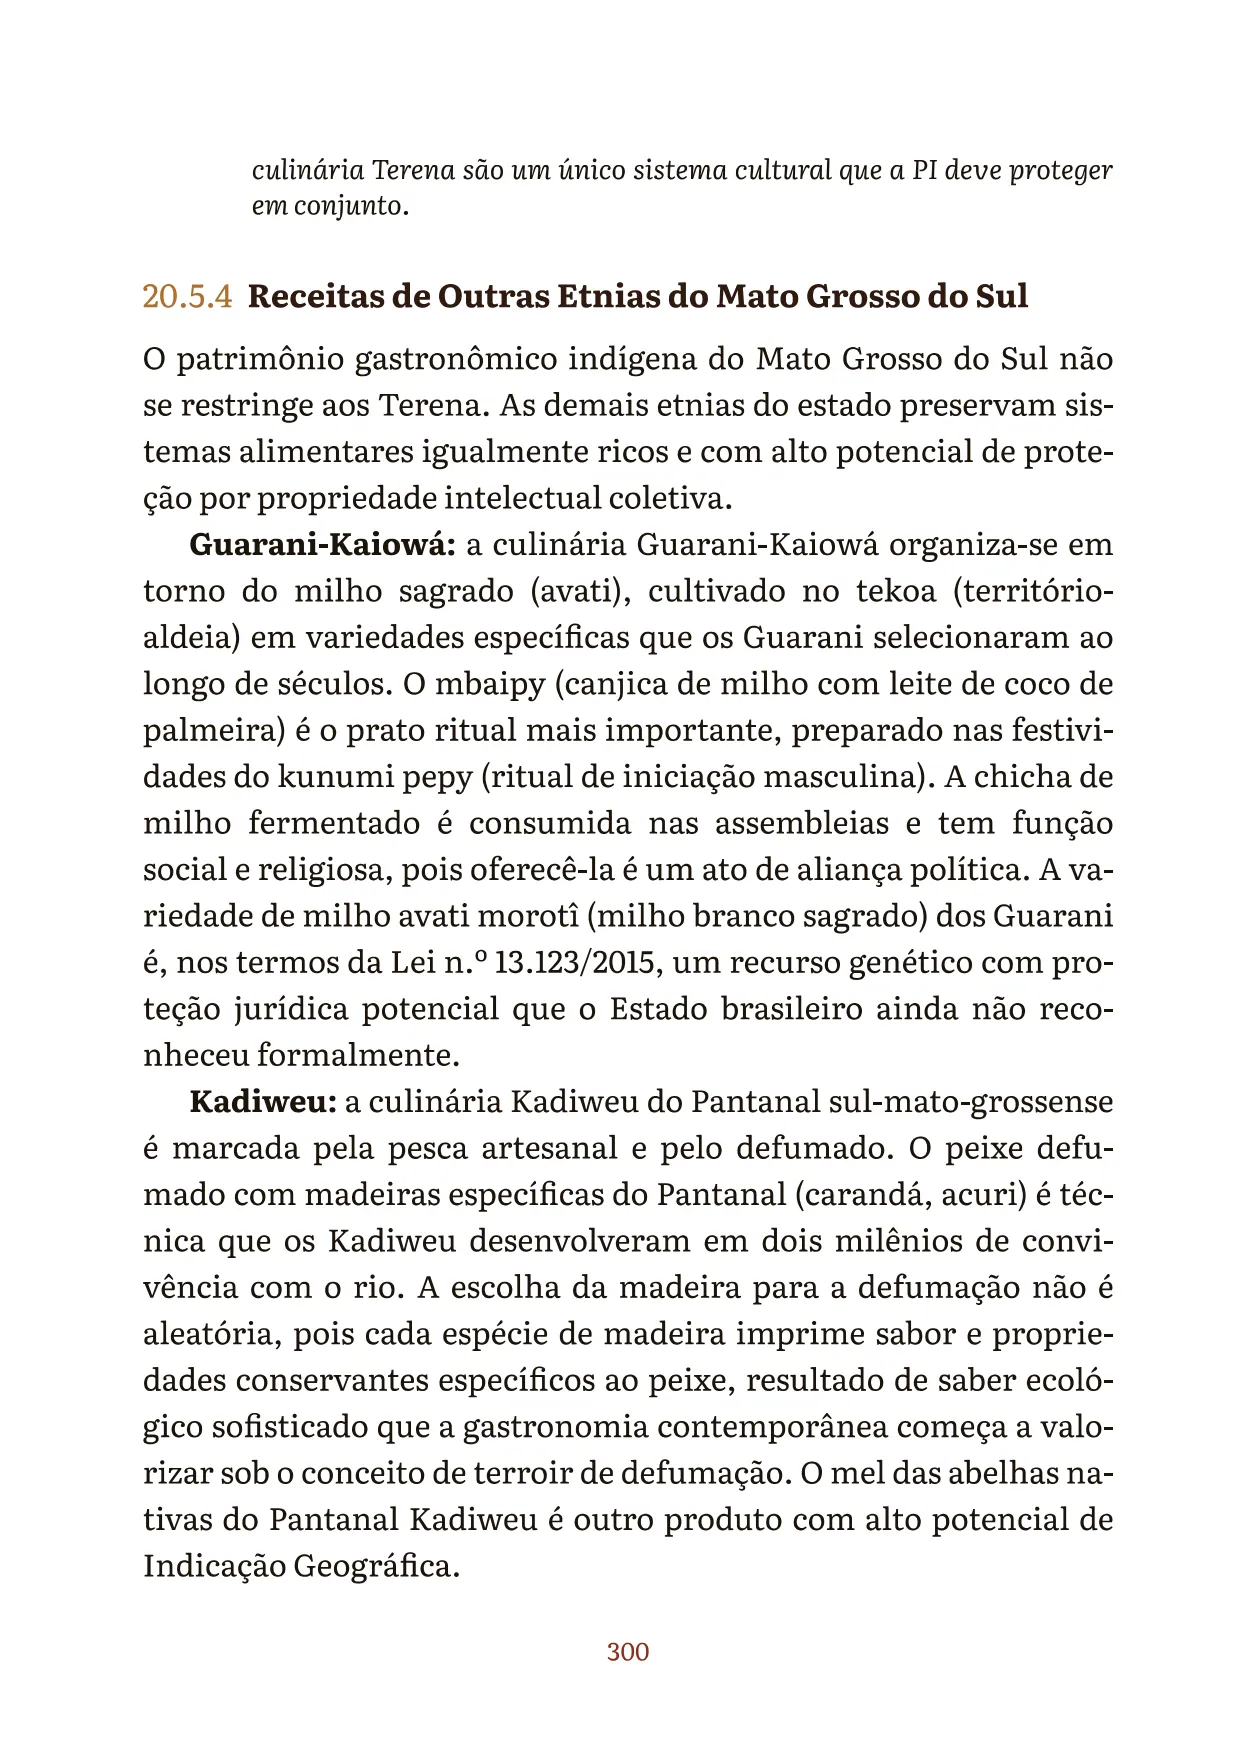 culinária Terena são um único sistema cultural que a PI deve proteger
em conjunto.
20.5.4 Receitas de Outras Etnias do Mato Grosso do Sul
O patrimônio gastronômico indígena do Mato Grosso do Sul não
se restringe aos Terena. As demais etnias do estado preservam sis-
temas alimentares igualmente ricos e com alto potencial de prote-
ção por propriedade intelectual coletiva.
Guarani-Kaiowá: a culinária Guarani-Kaiowá organiza-se em
torno do milho sagrado (avati), cultivado no tekoa (território-
aldeia) em variedades específicas que os Guarani selecionaram ao
longo de séculos. O mbaipy (canjica de milho com leite de coco de
palmeira) é o prato ritual mais importante, preparado nas festivi-
dades do kunumi pepy (ritual de iniciação masculina). A chicha de
milho fermentado é consumida nas assembleias e tem função
social e religiosa, pois oferecê-la é um ato de aliança política. A va-
riedade de milho avati morotî (milho branco sagrado) dos Guarani
é, nos termos da Lei n.º 13.123/2015, um recurso genético com pro-
teção jurídica potencial que o Estado brasileiro ainda não reco-
nheceu formalmente.
Kadiweu: a culinária Kadiweu do Pantanal sul-mato-grossense
é marcada pela pesca artesanal e pelo defumado. O peixe defu-
mado com madeiras específicas do Pantanal (carandá, acuri) é téc-
nica que os Kadiweu desenvolveram em dois milênios de convi-
vência com o rio. A escolha da madeira para a defumação não é
aleatória, pois cada espécie de madeira imprime sabor e proprie-
dades conservantes específicos ao peixe, resultado de saber ecoló-
gico sofisticado que a gastronomia contemporânea começa a valo-
rizar sob o conceito de terroir de defumação. O mel das abelhas na-
tivas do Pantanal Kadiweu é outro produto com alto potencial de
Indicação Geográfica.
300